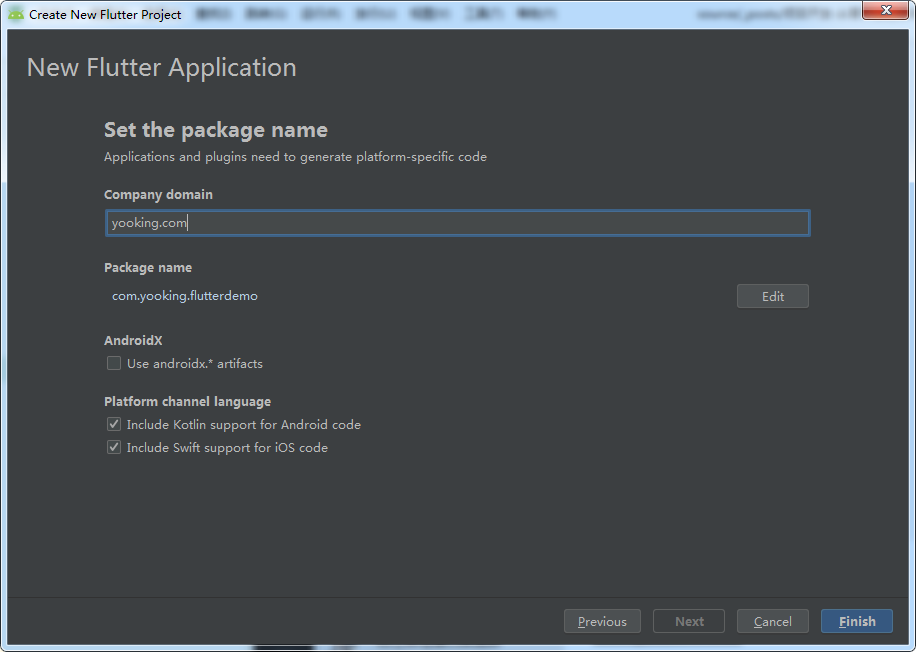 Create New Flutter Project
New Flutter Application
Set the package name
Applications and plugins need to generate platform-specific code
Company domain
yooking.com
Package name
com.yooking.flutterdemo
Edit
AndroidX
Use androidx.* artifacts
Platform channel language
Include Kotlin support for Android code
Include Swift support for iOS code
Previous
Next
Cancel
Finish